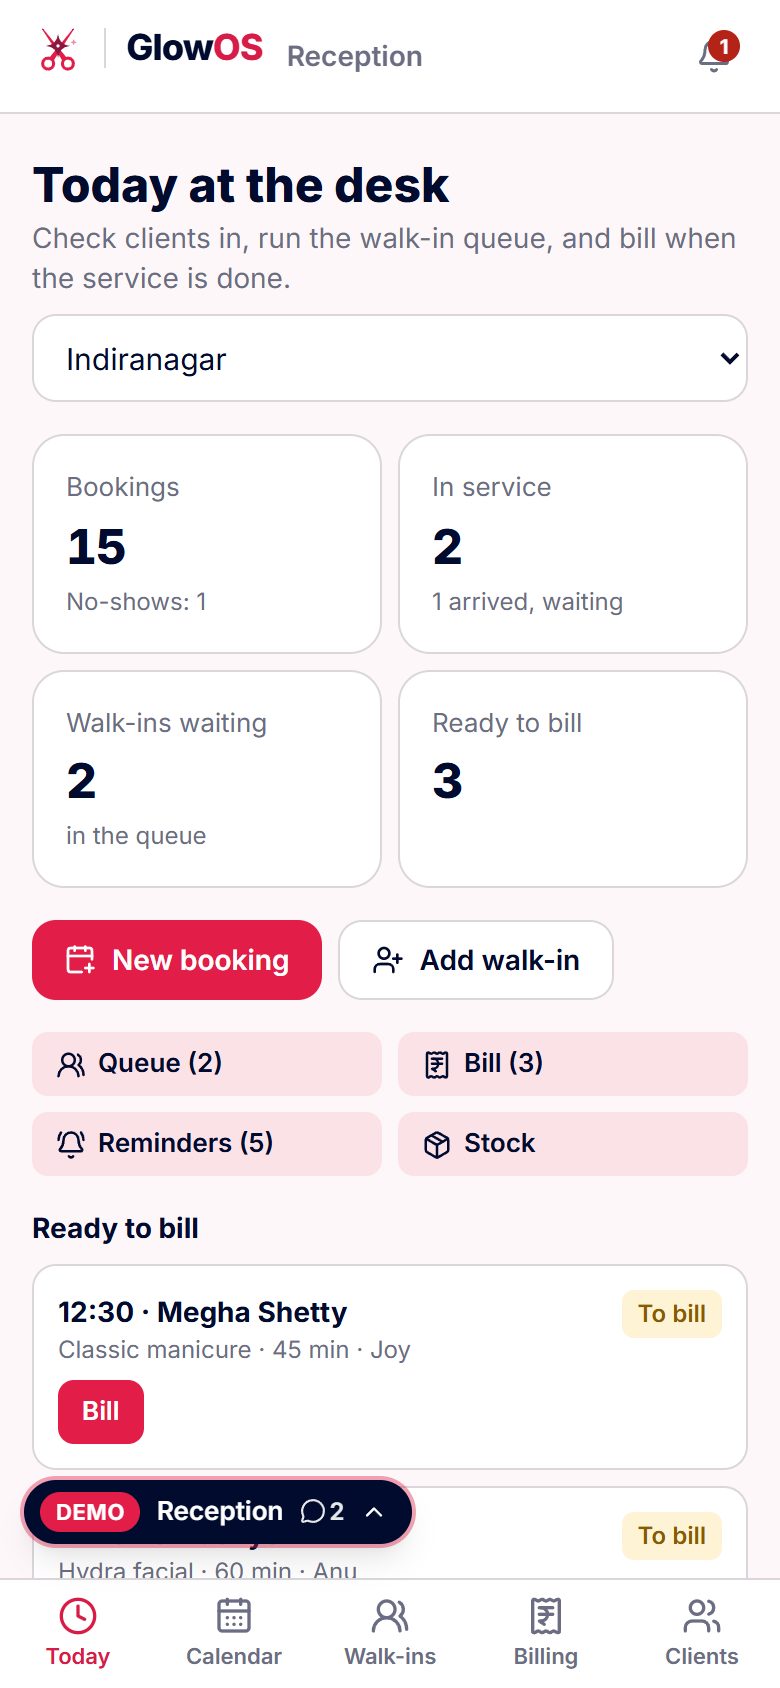 GlowOS Reception 1
Today at the desk
Check clients in, run the walk-in queue, and bill when
the service is done.
Indiranagar
Bookings
15
No-shows: 1
In service
2
1 arrived, waiting
Walk-ins waiting
2
in the queue
Ready to bill
3
New booking
Add walk-in
Queue (2)
Bill (3)
Reminders (5)
Stock
Ready to bill
12:30 · Megha Shetty
To bill
Classic manicure · 45 min · Joy
Bill
DEMO Reception 2
To bill
Hydra facial · 60 min · Anu
Today
Calendar
Walk-ins
Billing
Clients